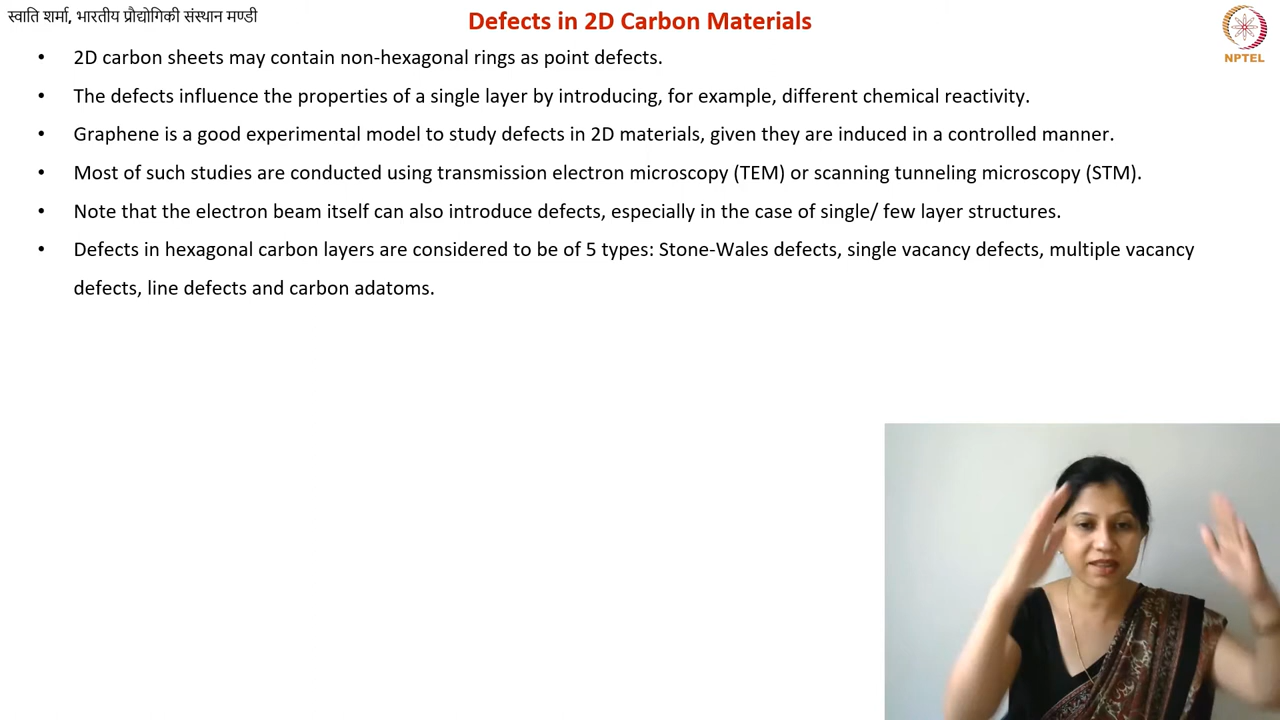 स्वाति शर्मा, भारतीय प्रौद्योगिकी संस्थान मण्डी
Defects in 2D Carbon Materials
NPTEL
• 2D carbon sheets may contain non-hexagonal rings as point defects.
• The defects influence the properties of a single layer by introducing, for example, different chemical reactivity.
• Graphene is a good experimental model to study defects in 2D materials, given they are induced in a controlled manner.
• Most of such studies are conducted using transmission electron microscopy (TEM) or scanning tunneling microscopy (STM).
• Note that the electron beam itself can also introduce defects, especially in the case of single/ few layer structures.
• Defects in hexagonal carbon layers are considered to be of 5 types: Stone-Wales defects, single vacancy defects, multiple vacancy
defects, line defects and carbon adatoms.